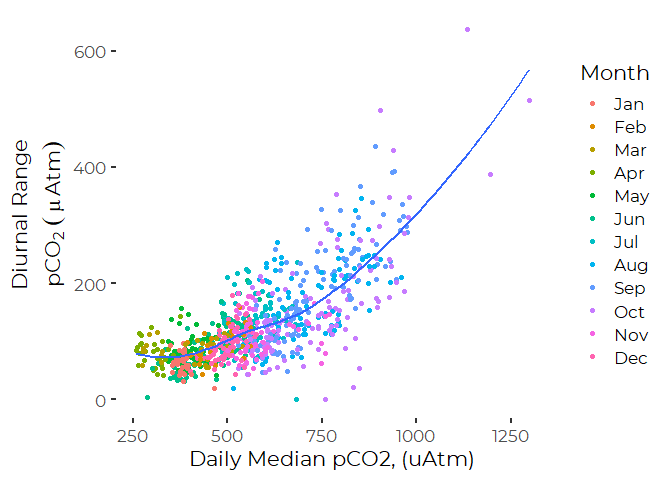 Diurnal Range
pCO₂ ( μ Atm)
600
400
200
0
250 500 750 1000 1250
Daily Median pCO2, (uAtm)
Month
Jan
Feb
Mar
Apr
May
Jun
Jul
Aug
Sep
Oct
Nov
Dec